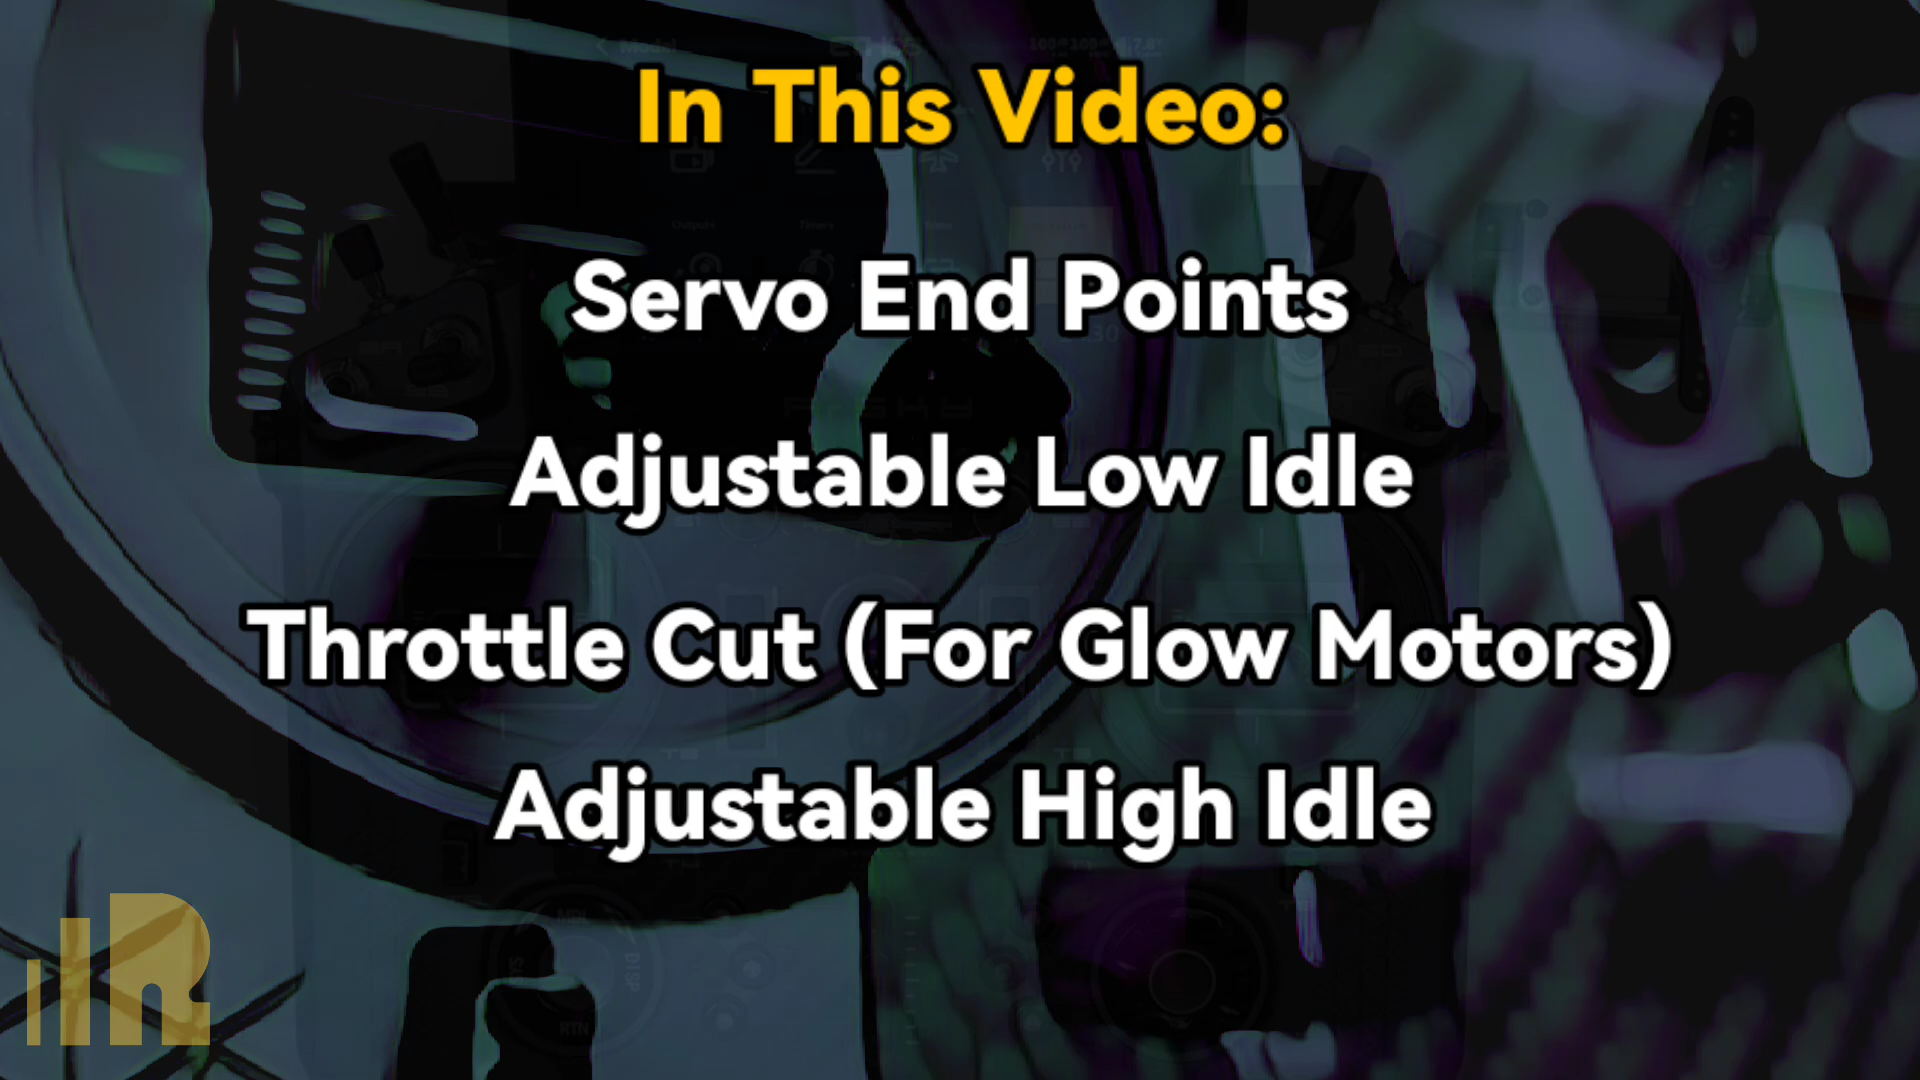 In This Video:
Servo End Points
Adjustable Low Idle
Throttle Cut (For Glow Motors)
Adjustable High Idle